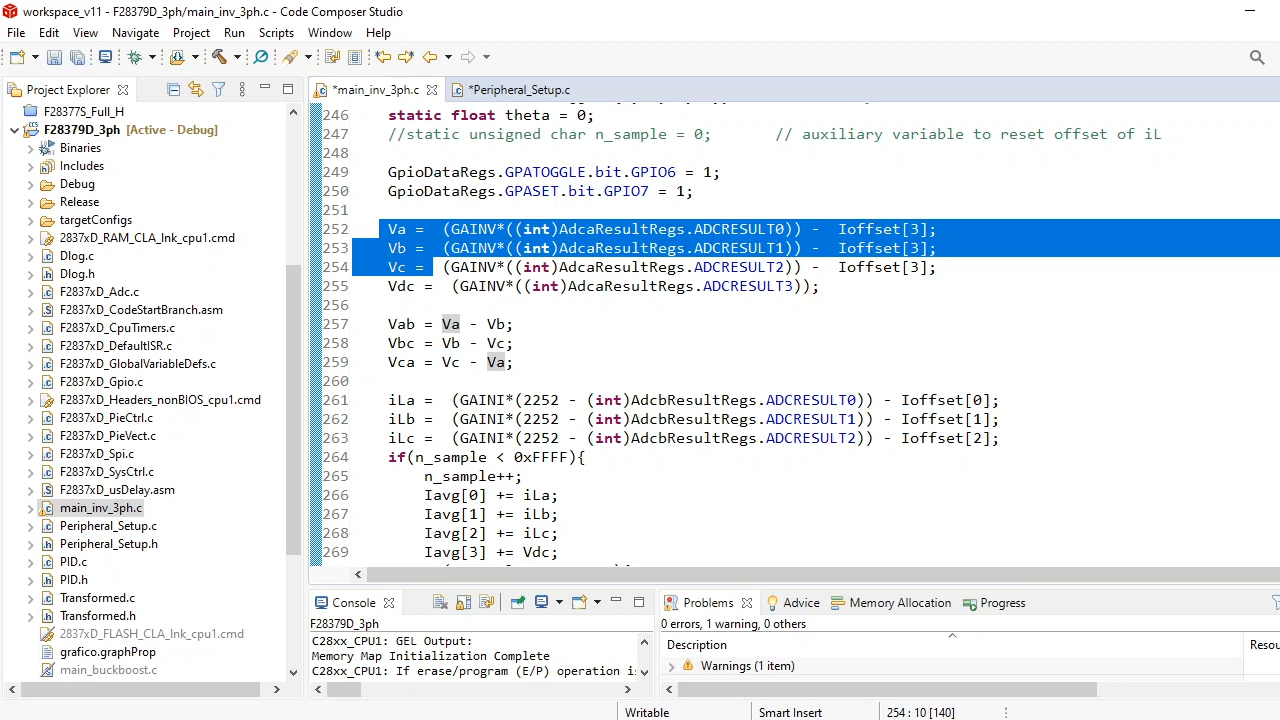 workspace_v11 - F28379D_3ph/main_inv_3ph.c - Code Composer Studio
File Edit View Navigate Project Run Scripts Window Help
Project Explorer
F28377S_Full_H
F28379D_3ph [Active - Debug]
Binaries
Includes
Debug
Release
targetConfigs
2837xD_RAM_CLA_lnk_cpu1.cmd
Dlog.c
Dlog.h
F2837xD_Adc.c
F2837xD_CodeStartBranch.asm
F2837xD_CpuTimers.c
F2837xD_DefaultISR.c
F2837xD_GlobalVariableDefs.c
F2837xD_Gpio.c
F2837xD_Headers_nonBIOS_cpu1.cmd
F2837xD_PieCtrl.c
F2837xD_PieVect.c
F2837xD_Spi.c
F2837xD_SysCtrl.c
F2837xD_usDelay.asm
main_inv_3ph.c
Peripheral_Setup.c
Peripheral_Setup.h
PID.c
PID.h
Transformed.c
Transformed.h
2837xD_FLASH_CLA_lnk_cpu1.cmd
grafico.graphProp
main_buckboost.c
*main_inv_3ph.c *Peripheral_Setup.c
246 static float theta = 0;
247 //static unsigned char n_sample = 0; // auxiliary variable to reset offset of iL
248
249 GpioDataRegs.GPATOGGLE.bit.GPIO6 = 1;
250 GpioDataRegs.GPASET.bit.GPIO7 = 1;
251
252 Va = (GAINV*((int)AdcaResultRegs.ADCRESULT0)) - Ioffset[3];
253 Vb = (GAINV*((int)AdcaResultRegs.ADCRESULT1)) - Ioffset[3];
254 Vc = (GAINV*((int)AdcaResultRegs.ADCRESULT2)) - Ioffset[3];
255 Vdc = (GAINV*((int)AdcaResultRegs.ADCRESULT3));
256
257 Vab = Va - Vb;
258 Vbc = Vb - Vc;
259 Vca = Vc - Va;
260
261 iLa = (GAINI*(2252 - (int)AdcbResultRegs.ADCRESULT0)) - Ioffset[0];
262 iLb = (GAINI*(2252 - (int)AdcbResultRegs.ADCRESULT1)) - Ioffset[1];
263 iLc = (GAINI*(2252 - (int)AdcbResultRegs.ADCRESULT2)) - Ioffset[2];
264 if(n_sample < 0xFFFF){
265 n_sample++;
266 Iavg[0] += iLa;
267 Iavg[1] += iLb;
268 Iavg[2] += iLc;
269 Iavg[3] += Vdc;
Console
F28379D_3ph
C28xx_CPU1: GEL Output:
Memory Map Initialization Complete
C28xx_CPU1: If erase/program (E/P) operation is
Problems Advice Memory Allocation Progress
0 errors, 1 warning, 0 others
Description Resou
Warnings (1 item)
Writable Smart Insert 254 : 10 [140]